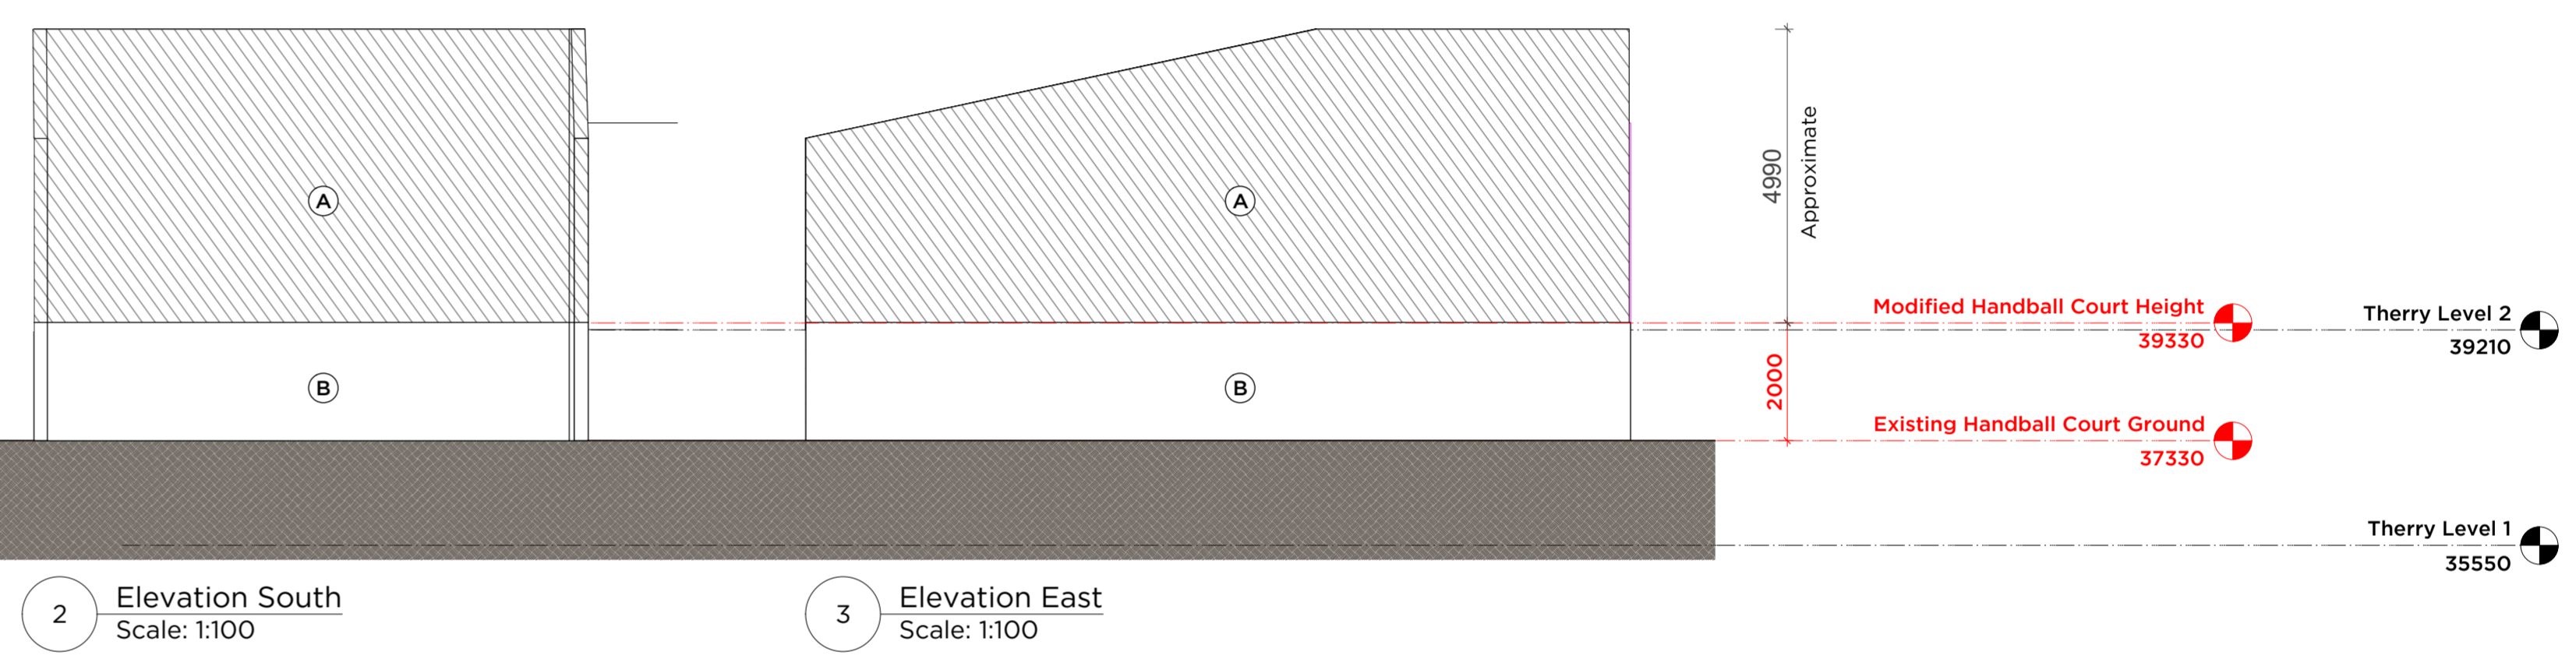 A
A
4990
Approximate
Modified Handball Court Height
39330
Therry Level 2
39210
B
B
2000
Existing Handball Court Ground
37330
Therry Level 1
35550
2
Elevation South
Scale: 1:100
3
Elevation East
Scale: 1:100